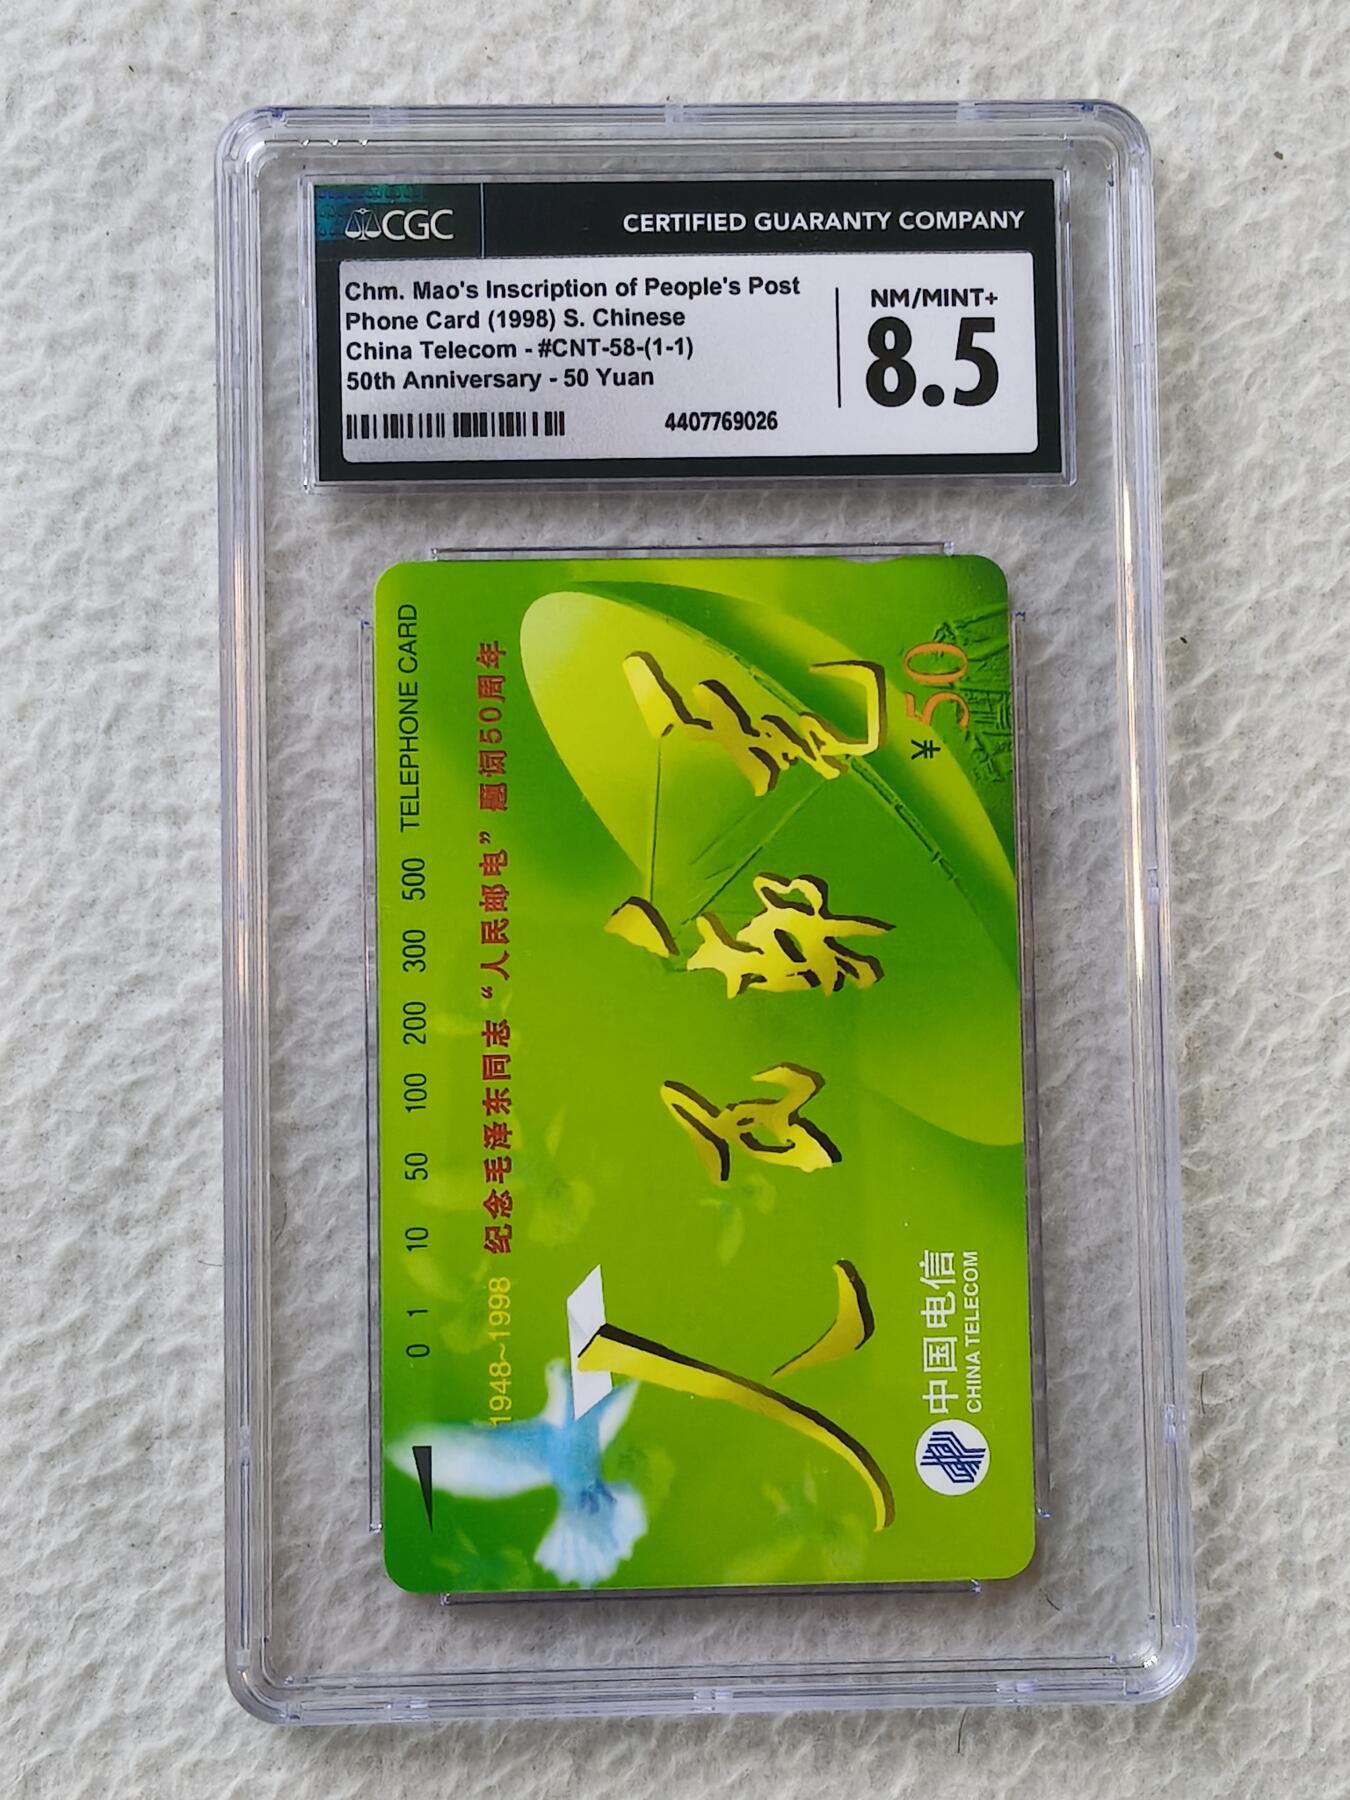 CGC
CERTIFIED GUARANTY COMPANY
Chm. Mao's Inscription of People's Post
Phone Card (1998) S. Chinese
China Telecom - #CNT-58-(1-1)
50th Anniversary - 50 Yuan
4407769026
NM/MINT+
8.5
0 1 10 50 100 200 300 500 TELEPHONE CARD
1948~1998 纪念毛泽东同志“人民邮电”题词50周年
人民邮电
中国电信
CHINA TELECOM
¥50